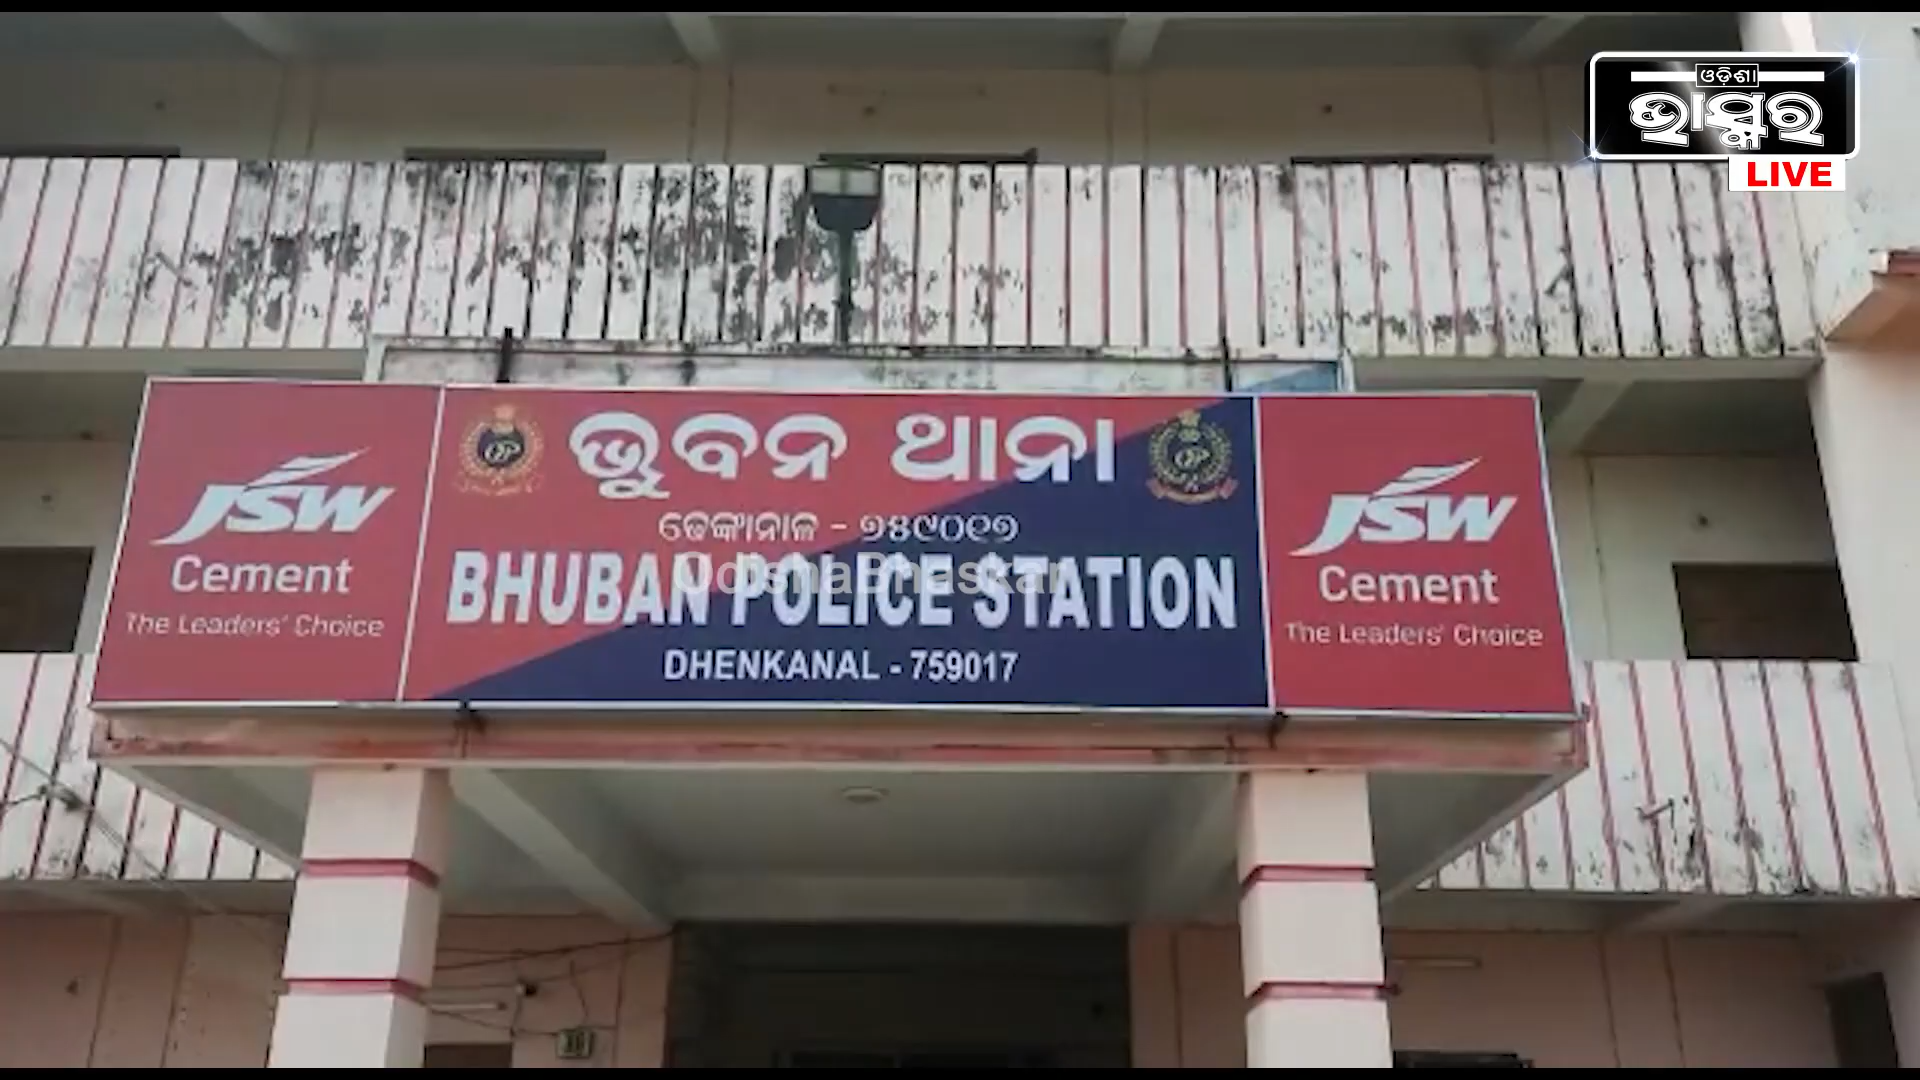 ଓଡ଼ିଶା
ଭାସ୍କର
LIVE
JSW
Cement
The Leaders' Choice
ଭୁବନ ଥାନା
ଢେଙ୍କାନାଳ - ୭୫୯୦୧୭
BHUBAN POLICE STATION
DHENKANAL - 759017
OdishaBhaskar
JSW
Cement
The Leaders' Choice